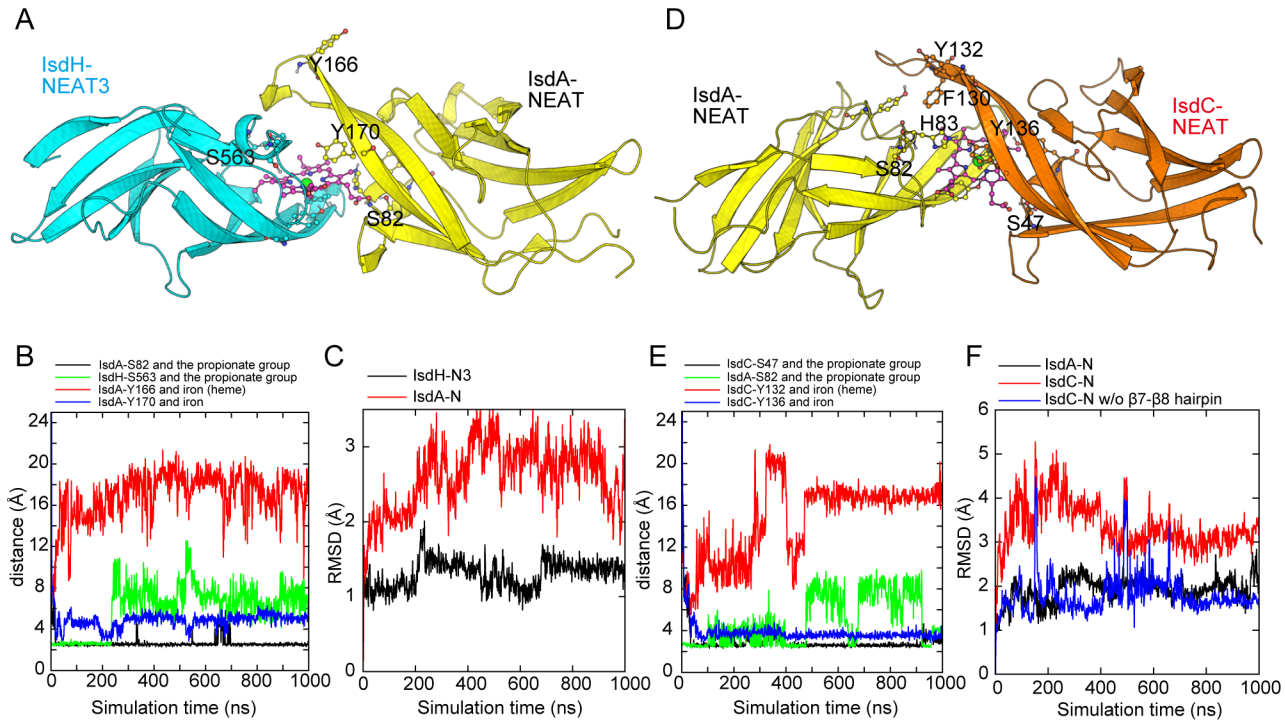 A
IsdH-
NEAT3
Y166
IsdA-
NEAT
Y170
S563
S82
D
Y132
IsdA-
NEAT
F130
H83
Y136
IsdC-
NEAT
S82
S47
B
IsdA-S82 and the propionate group
IsdH-S563 and the propionate group
IsdA-Y166 and iron (heme)
IsdA-Y170 and iron
24
20
16
12
8
4
0
distance (Å)
0 200 400 600 800 1000
Simulation time (ns)
C
IsdH-N3
IsdA-N
3
2
1
0
RMSD (Å)
0 200 400 600 800 1000
Simulation time (ns)
E
IsdC-S47 and the propionate group
IsdA-S82 and the propionate group
IsdC-Y132 and iron (heme)
IsdC-Y136 and iron
24
20
16
12
8
4
0
distance (Å)
0 200 400 600 800 1000
Simulation time (ns)
F
IsdA-N
IsdC-N
IsdC-N w/o β7-β8 hairpin
6
5
4
3
2
1
0
RMSD (Å)
0 200 400 600 800 1000
Simulation time (ns)